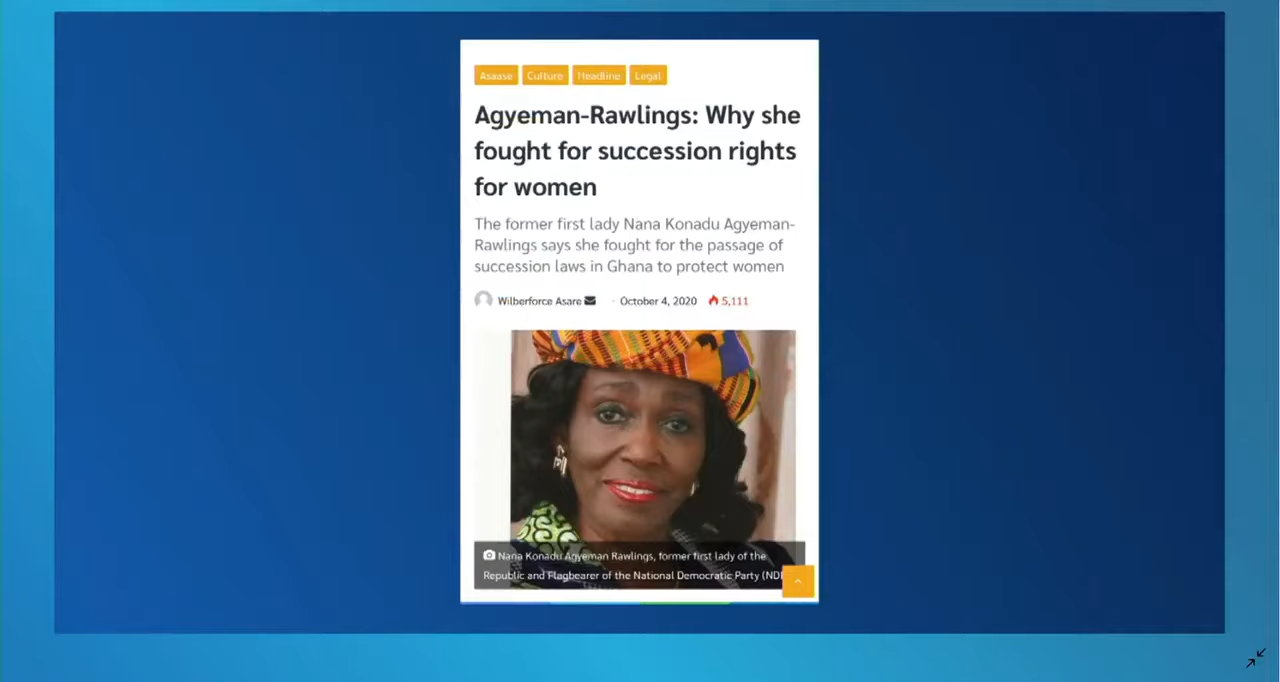 Asaase Culture Headline Legal
Agyeman-Rawlings: Why she
fought for succession rights
for women
The former first lady Nana Konadu Agyeman-
Rawlings says she fought for the passage of
succession laws in Ghana to protect women
Wilberforce Asare · October 4, 2020 5,111
Nana Konadu Agyeman Rawlings, former first lady of the
Republic and Flagbearer of the National Democratic Party